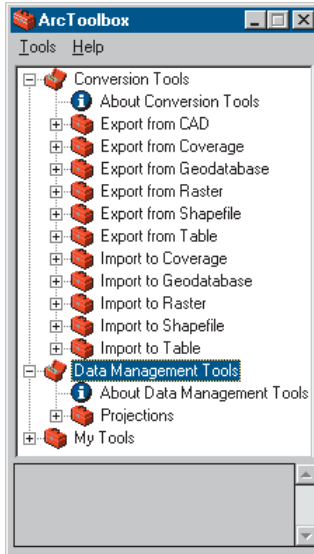 ArcToolbox
Tools Help
Conversion Tools
About Conversion Tools
Export from CAD
Export from Coverage
Export from Geodatabase
Export from Raster
Export from Shapefile
Export from Table
Import to Coverage
Import to Geodatabase
Import to Raster
Import to Shapefile
Import to Table
Data Management Tools
About Data Management Tools
Projections
My Tools